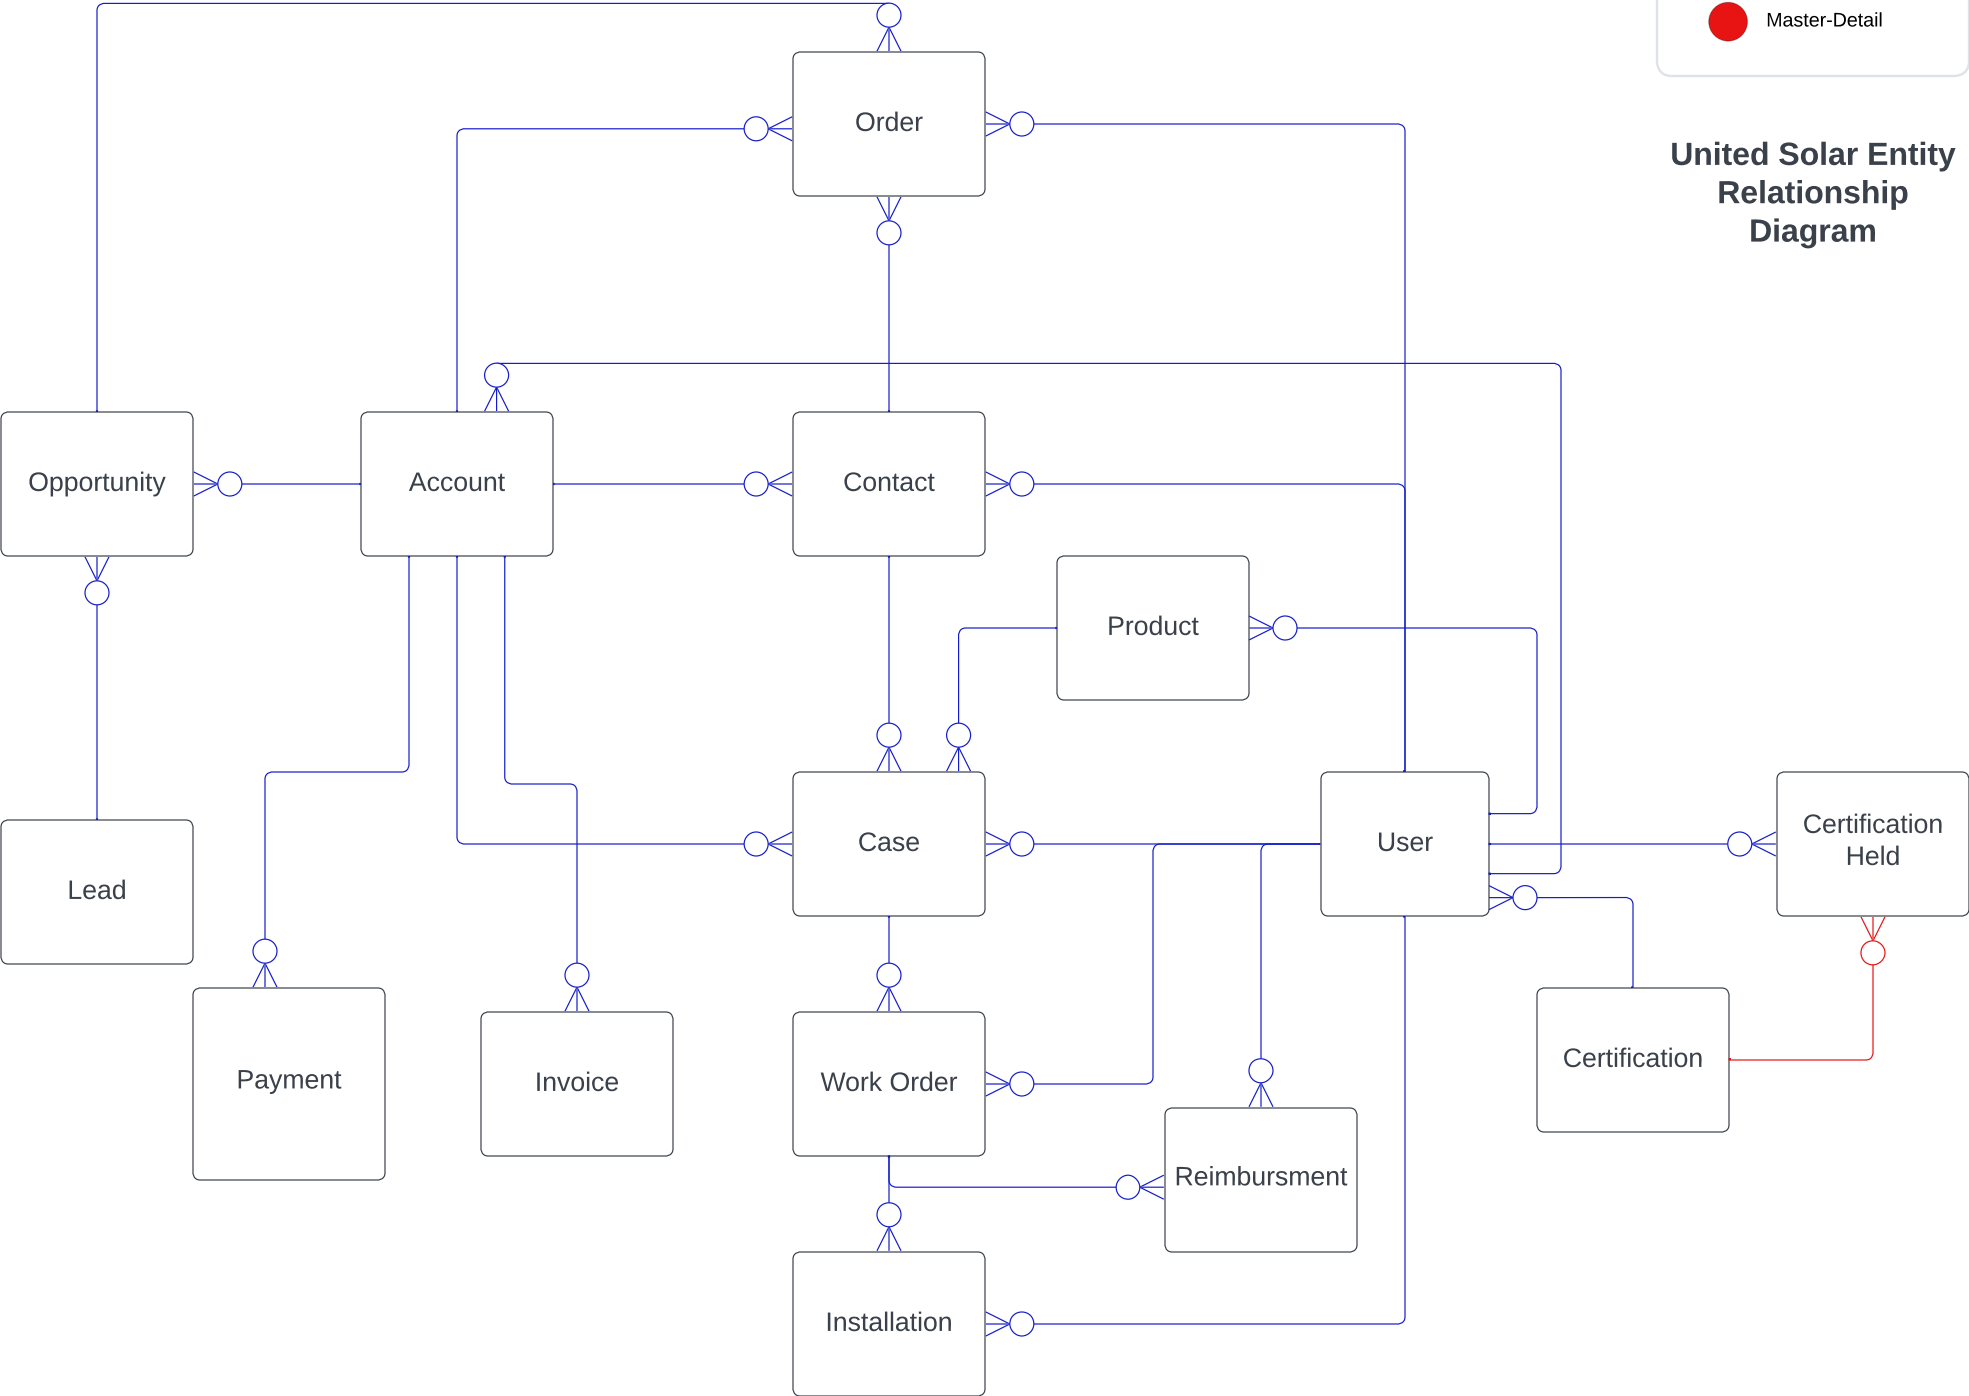 Master-Detail
Order
United Solar Entity
Relationship
Diagram
Opportunity
Account
Contact
Product
Case
User
Certification
Held
Lead
Payment
Invoice
Work Order
Certification
Reimbursment
Installation